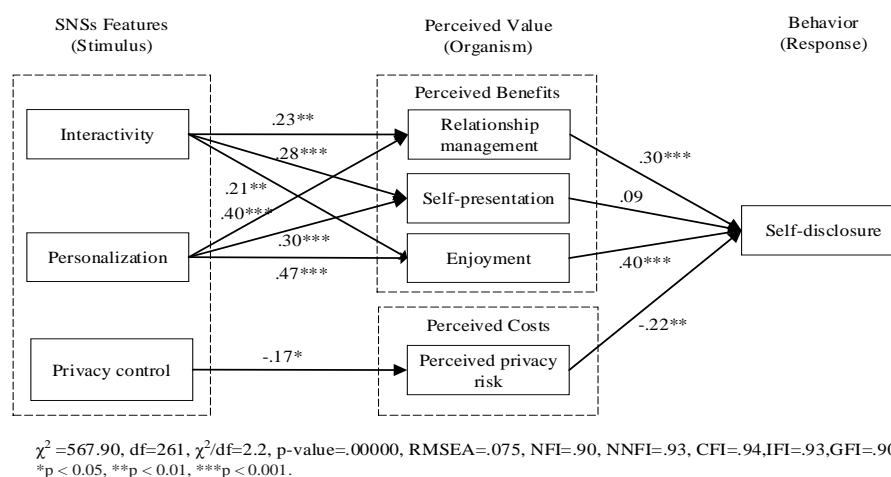 SNSs Features
(Stimulus)
Perceived Value
(Organism)
Behavior
(Response)
Interactivity
Personalization
Privacy control
.23**
.28***
.21**
.40***
.30***
.47***
-.17*
Perceived Benefits
Relationship
management
Self-presentation
Enjoyment
Perceived Costs
Perceived privacy
risk
.30***
.09
.40***
-.22**
Self-disclosure
χ² =567.90, df=261, χ²/df=2.2, p-value=.00000, RMSEA=.075, NFI=.90, NNFI=.93, CFI=.94,IFI=.93,GFI=.90
*p < 0.05, **p < 0.01, ***p < 0.001.